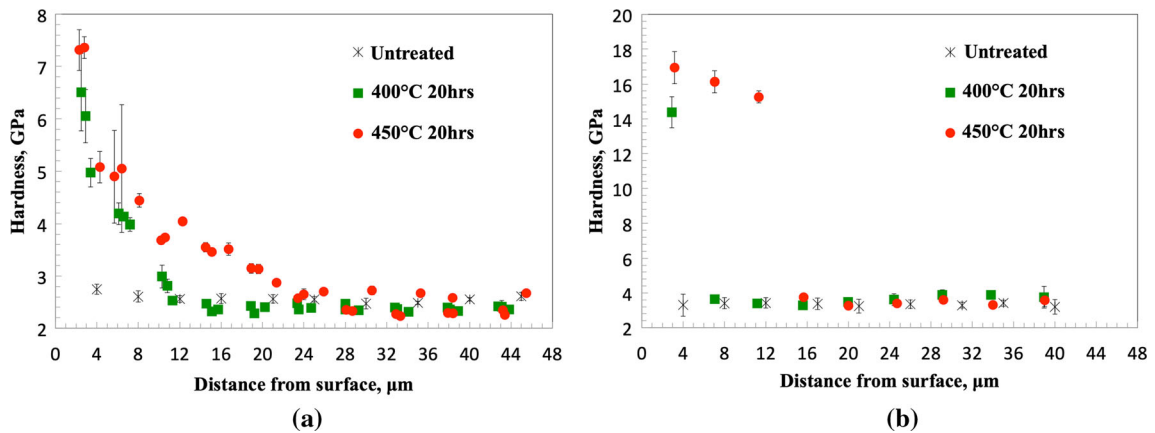 8
7
6
5
4
3
2
Hardness, GPa
0 4 8 12 16 20 24 28 32 36 40 44 48
Distance from surface, µm
Untreated
400°C 20hrs
450°C 20hrs
(a)
20
18
16
14
12
10
8
6
4
2
Hardness, GPa
0 4 8 12 16 20 24 28 32 36 40 44 48
Distance from surface, µm
Untreated
400°C 20hrs
450°C 20hrs
(b)